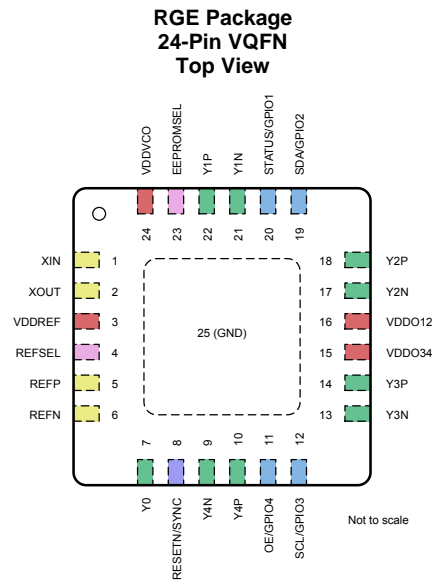 RGE Package
24-Pin VQFN
Top View
VDDVCO
EEPROMSEL
Y1P
Y1N
STATUS/GPIO1
SDA/GPIO2
24
23
22
21
20
19
XIN 1
XOUT 2
VDDREF 3
REFSEL 4
REFP 5
REFN 6
25 (GND)
18 Y2P
17 Y2N
16 VDDO12
15 VDDO34
14 Y3P
13 Y3N
7
8
9
10
11
12
Y0
RESETN/SYNC
Y4N
Y4P
OE/GPIO4
SCL/GPIO3
Not to scale